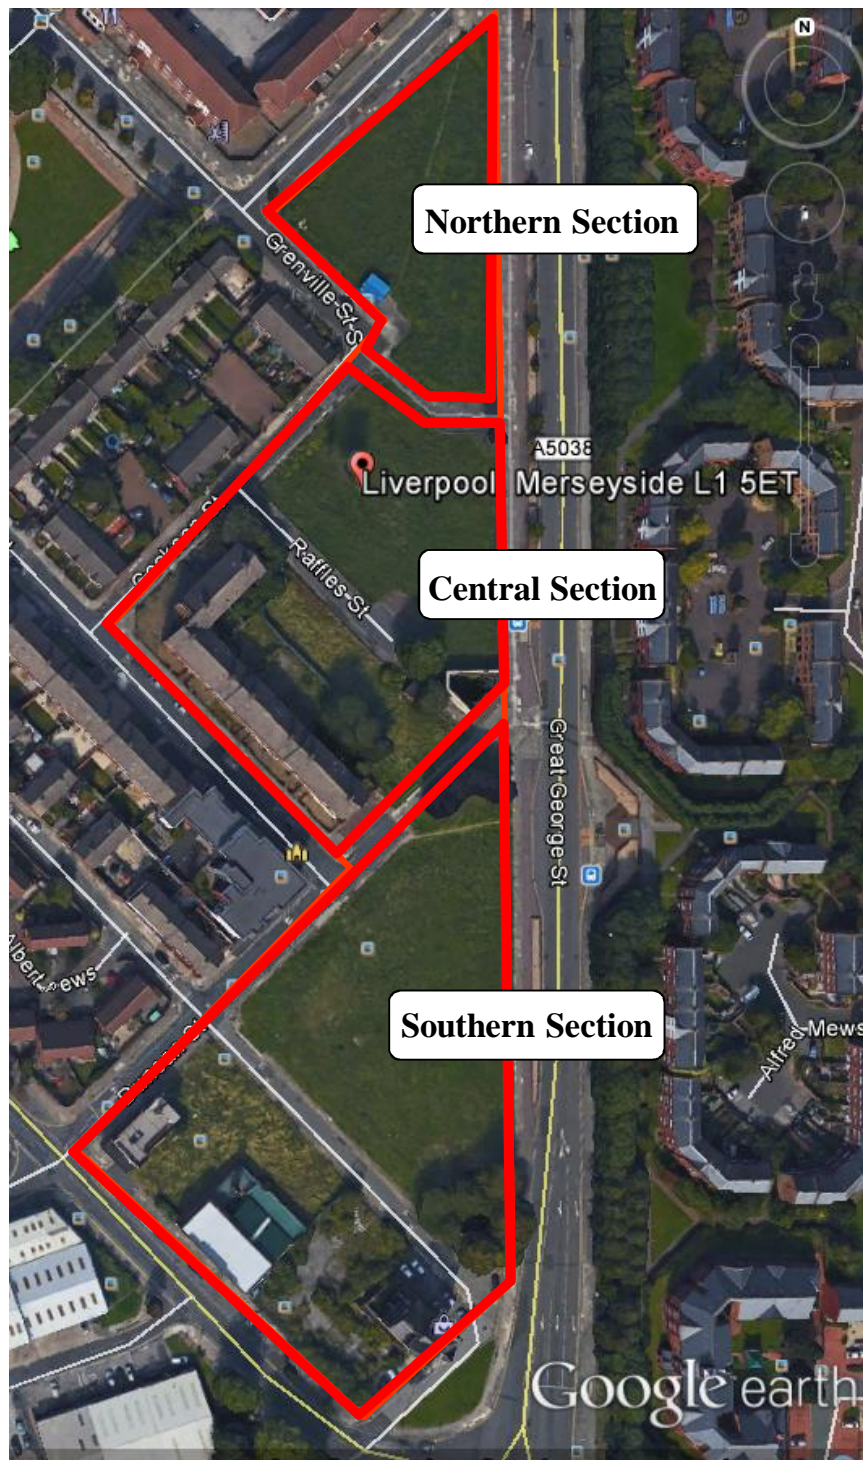 N
Northern Section
Grenville-St-S
A5038
Liverpool, Merseyside L1 5ET
Raffles-St
Central Section
Great-George-St
Albert
ews
Southern Section
Alfred Mews
Google earth